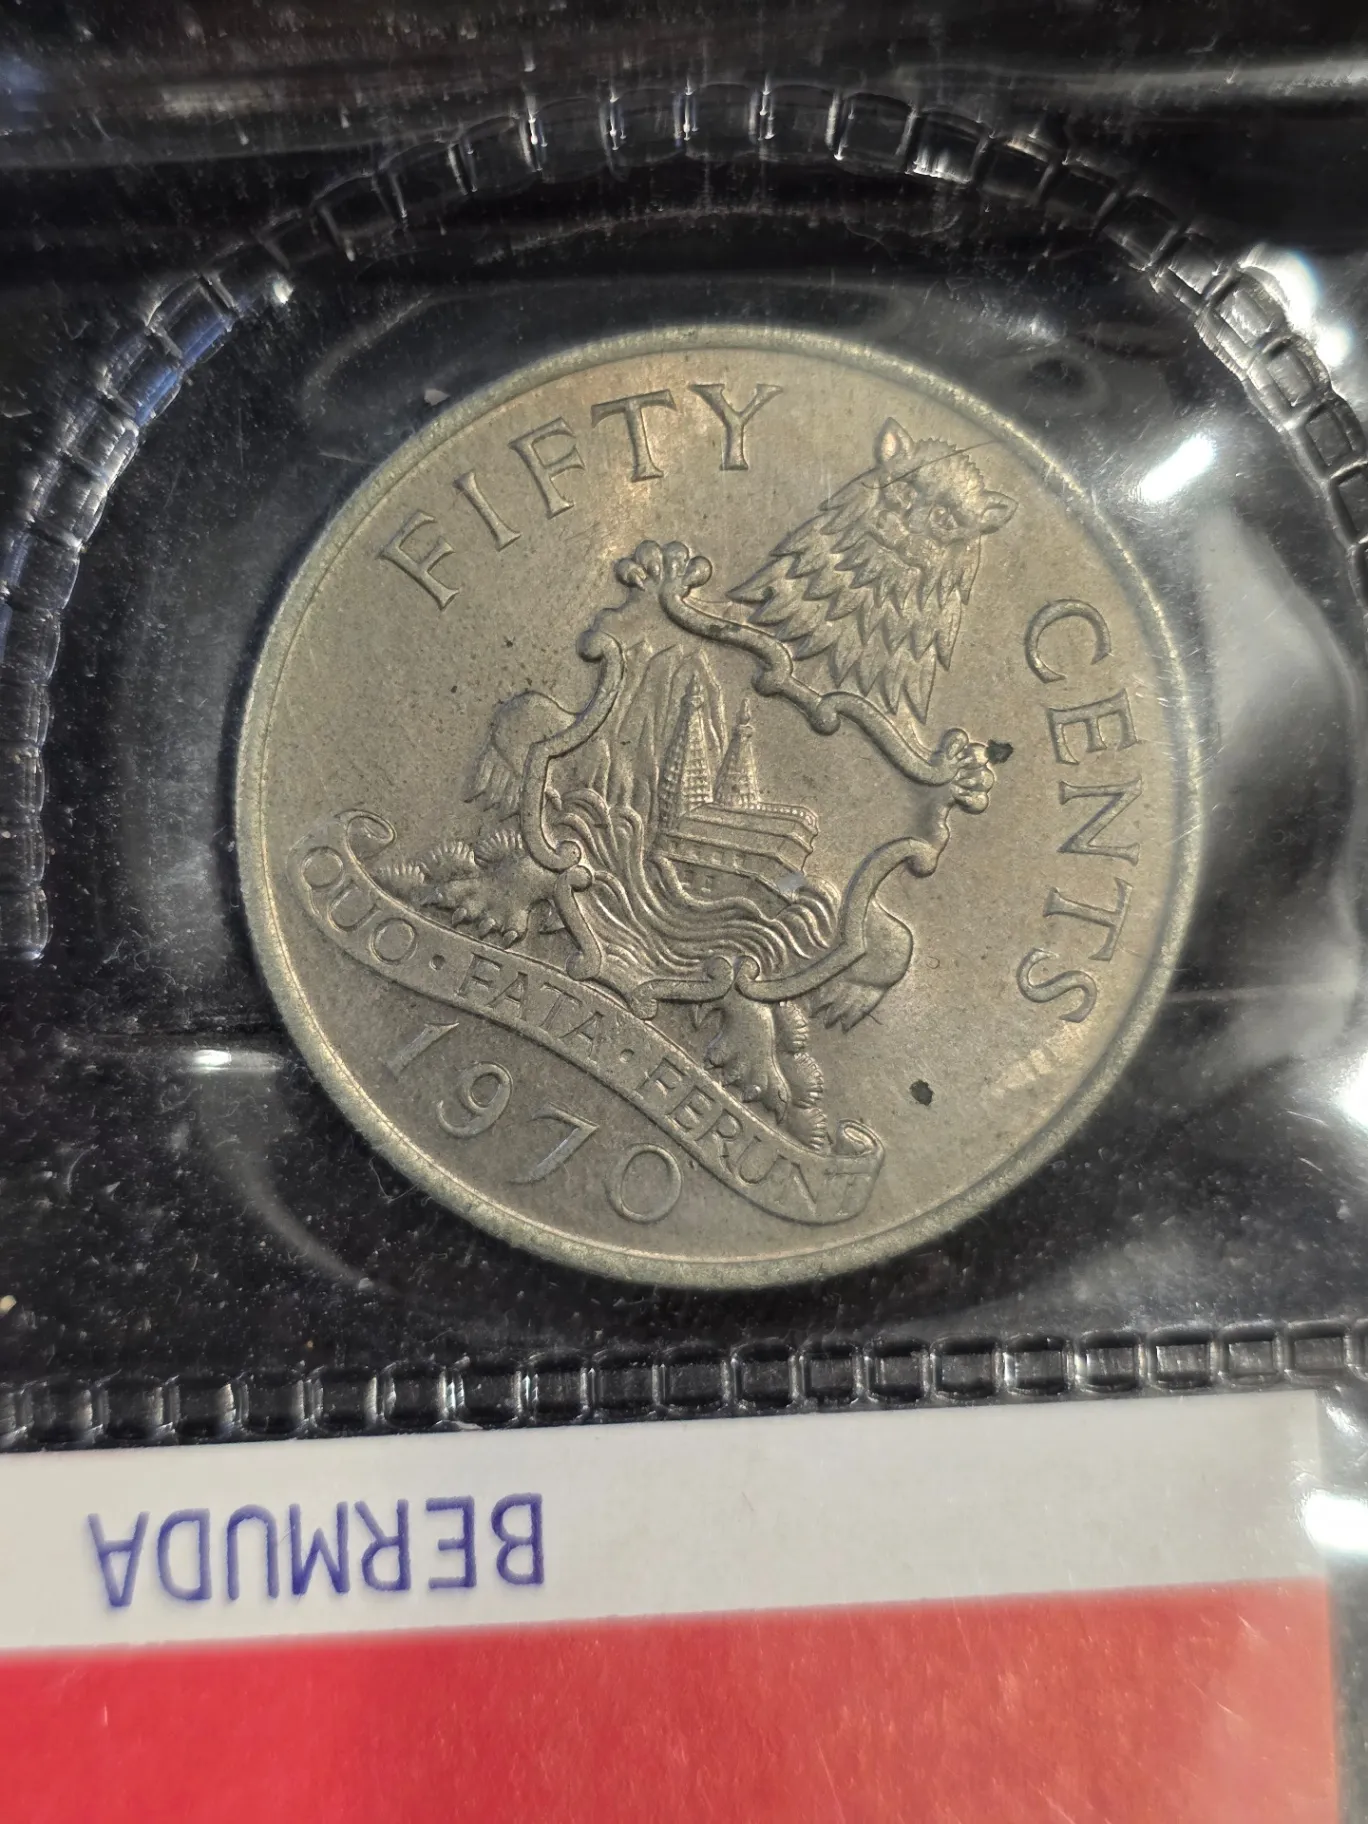 FIFTY CENTS
QUO · FATA · FERUNT
1970
BERMUDA